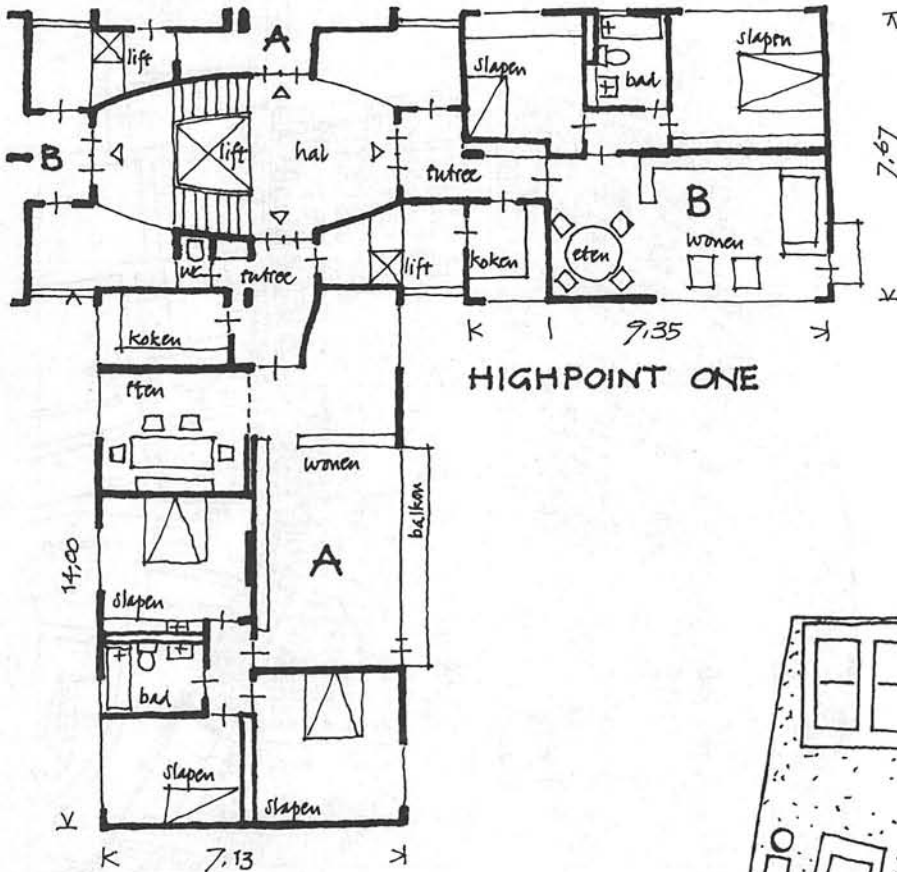 A
lift
slapen
bad
slapen
lift
hal
B
entree
B
wonen
eten
7,67
wc
entree
lift
koken
koken
9,35
HIGHPOINT ONE
eten
wonen
balkon
A
14,00
slapen
bad
slapen
slapen
7,13